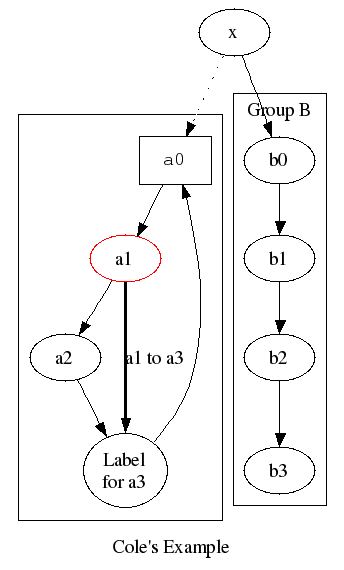 x
Group B
a0
b0
a1
b1
a2
a1 to a3
b2
Label
for a3
b3
Cole's Example